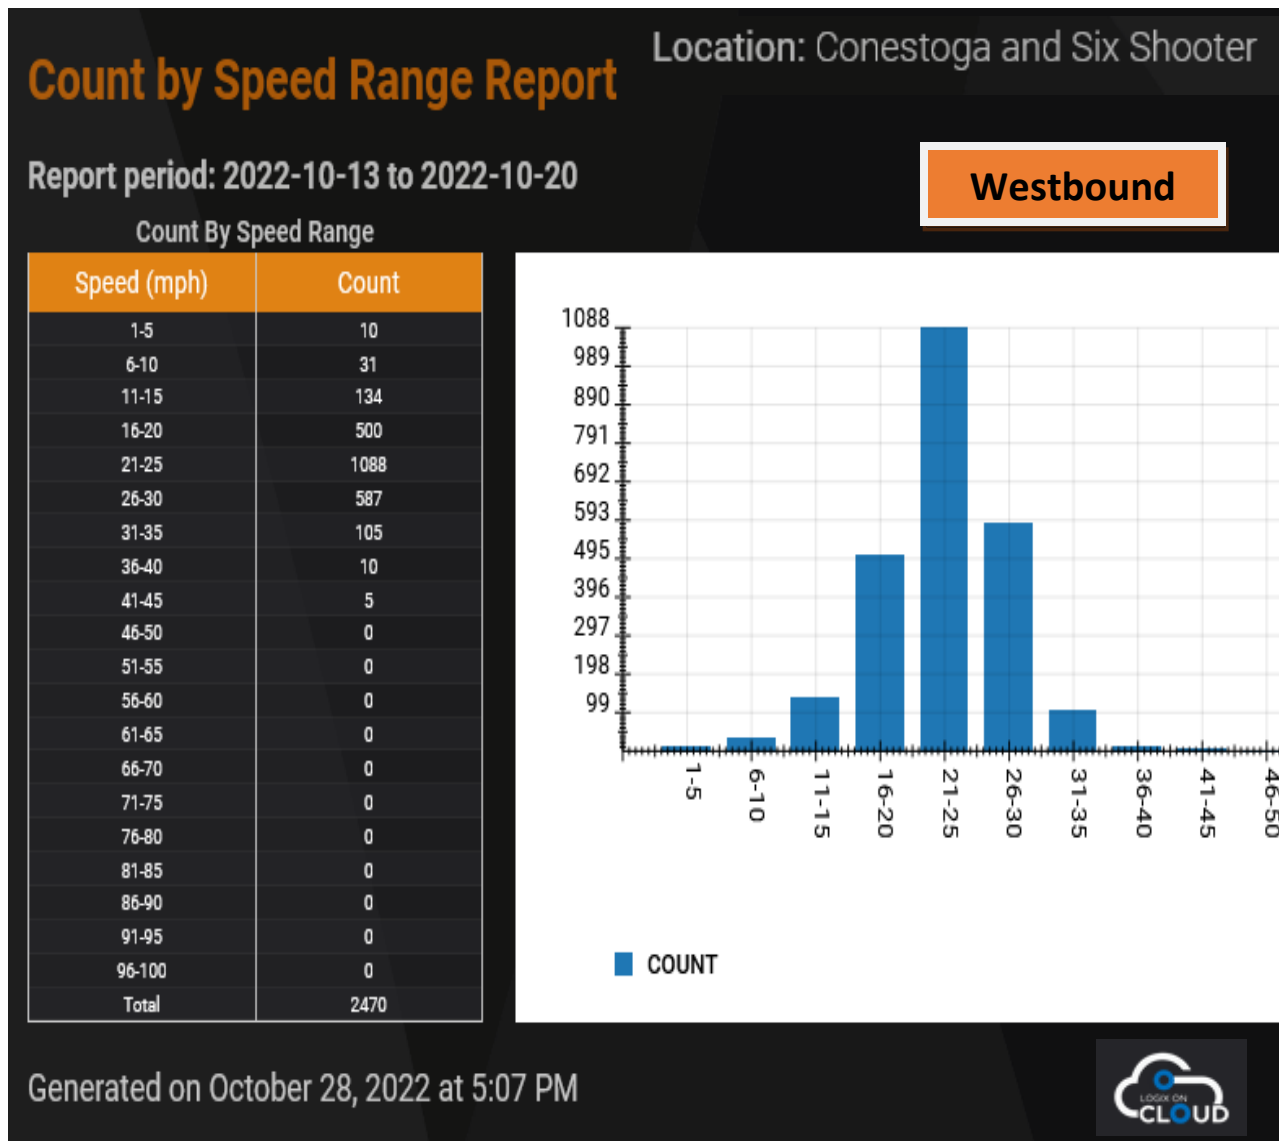 Location: Conestoga and Six Shooter
Count by Speed Range Report
Report period: 2022-10-13 to 2022-10-20
Westbound
Count By Speed Range
Speed (mph) Count
1-5 10
6-10 31
11-15 134
16-20 500
21-25 1088
26-30 587
31-35 105
36-40 10
41-45 5
46-50 0
51-55 0
56-60 0
61-65 0
66-70 0
71-75 0
76-80 0
81-85 0
86-90 0
91-95 0
96-100 0
Total 2470
1088
989
890
791
692
593
495
396
297
198
99
1-5 6-10 11-15 16-20 21-25 26-30 31-35 36-40 41-45 46-50
COUNT
Generated on October 28, 2022 at 5:07 PM
LOGIX ON
CLOUD